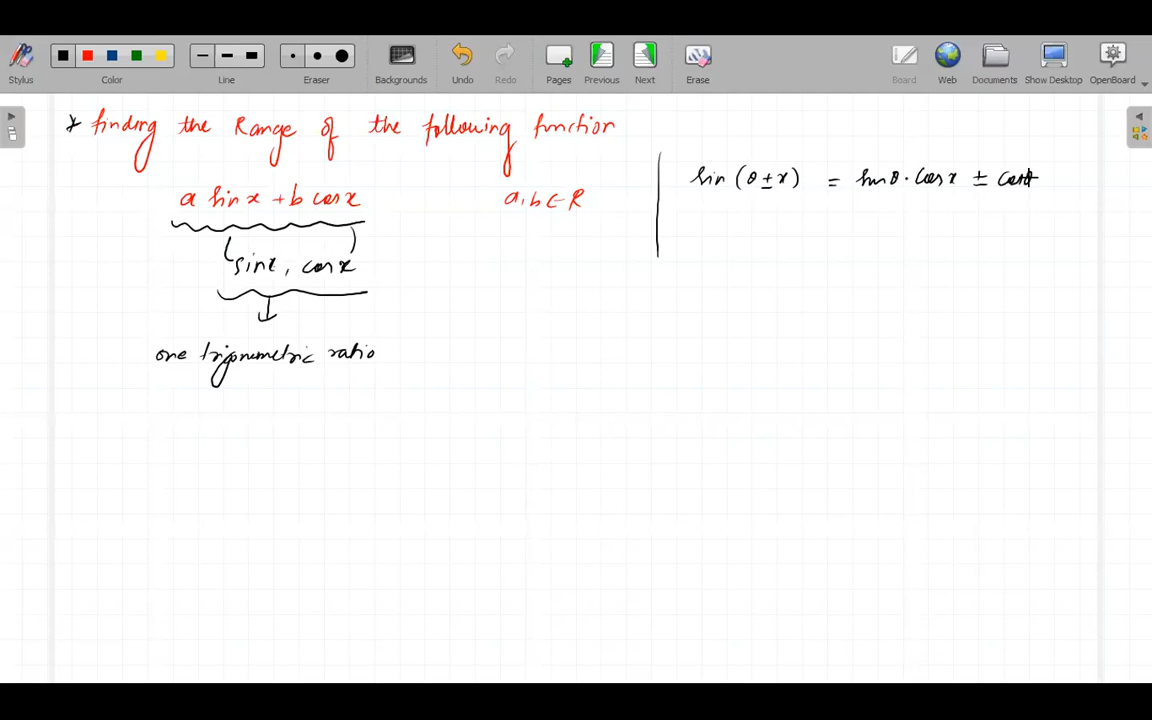 Stylus
Color
Line
Eraser
Backgrounds
Undo
Redo
Pages
Previous
Next
Erase
Board
Web
Documents
Show Desktop
OpenBoard
* finding the Range of the following function
a sin x + b cos x
a, b ∈ R
sin x, cos x
one trigonometric ratio
sin (θ ± x) = sin θ · cos x ± cos θ